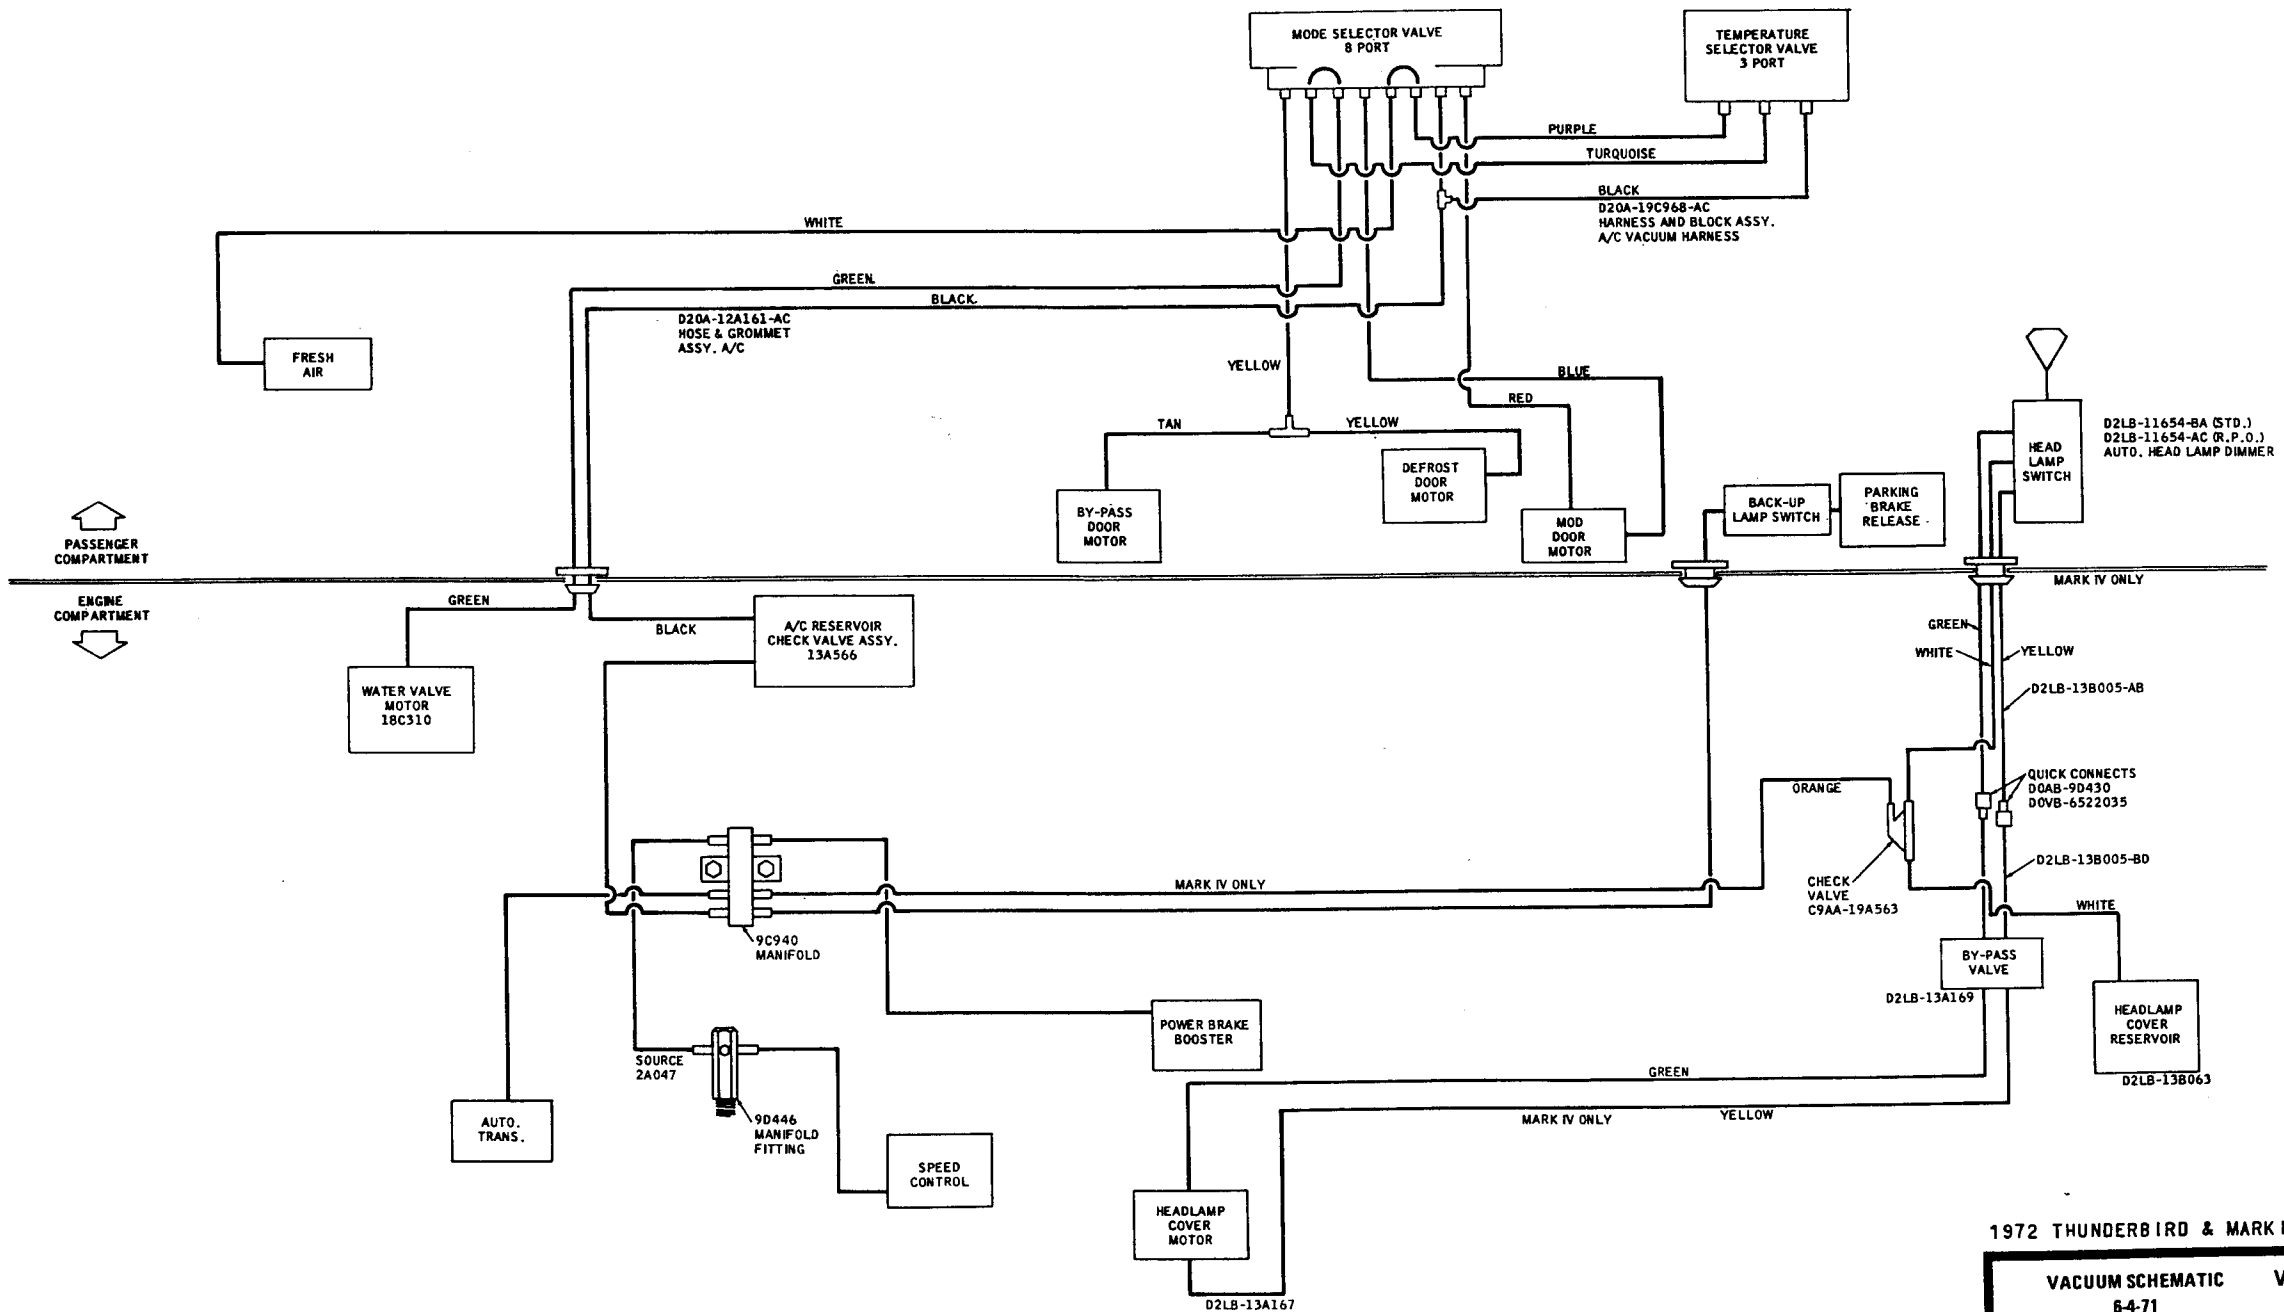 MODE SELECTOR VALVE
8 PORT
TEMPERATURE
SELECTOR VALVE
3 PORT
PURPLE
TURQUOISE
BLACK
D20A-19C968-AC
HARNESS AND BLOCK ASSY.
A/C VACUUM HARNESS
WHITE
GREEN.
BLACK.
D20A-12A161-AC
HOSE & GROMMET
ASSY. A/C
FRESH
AIR
YELLOW
BLUE
RED
TAN
YELLOW
HEAD
LAMP
SWITCH
D2LB-11654-BA (STD.)
D2LB-11654-AC (R.P.O.)
AUTO. HEAD LAMP DIMMER
DEFROST
DOOR
MOTOR
BY-PASS
DOOR
MOTOR
MOD
DOOR
MOTOR
BACK-UP
LAMP SWITCH
PARKING
BRAKE
RELEASE
PASSENGER
COMPARTMENT
MARK IV ONLY
ENGINE
COMPARTMENT
GREEN
BLACK
A/C RESERVOIR
CHECK VALVE ASSY.
13A566
GREEN
WHITE
YELLOW
D2LB-13B005-AB
WATER VALVE
MOTOR
18C310
QUICK CONNECTS
D0AB-9D430
D0VB-6522035
ORANGE
D2LB-13B005-BD
MARK IV ONLY
CHECK
VALVE
C9AA-19A563
WHITE
9C940
MANIFOLD
BY-PASS
VALVE
D2LB-13A169
HEADLAMP
COVER
RESERVOIR
D2LB-13B063
POWER BRAKE
BOOSTER
SOURCE
2A047
GREEN
MARK IV ONLY
YELLOW
AUTO.
TRANS.
9D446
MANIFOLD
FITTING
SPEED
CONTROL
HEADLAMP
COVER
MOTOR
D2LB-13A167
1972 THUNDERBIRD & MARK
VACUUM SCHEMATIC
6-4-71